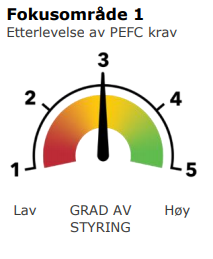 Fokusområde 1
Etterlevelse av PEFC krav
3
2
4
1
5
Lav
GRAD AV
STYRING
Høy